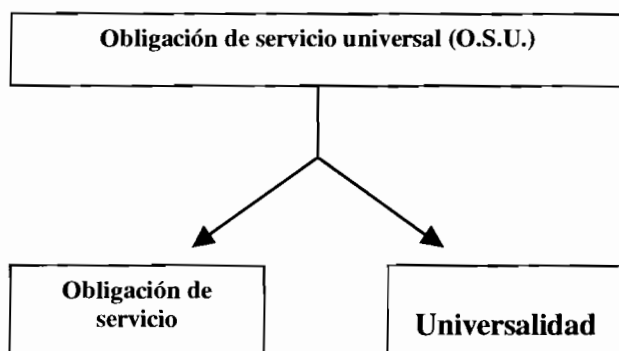 Obligación de servicio universal (O.S.U.)
Obligación de
servicio
Universalidad